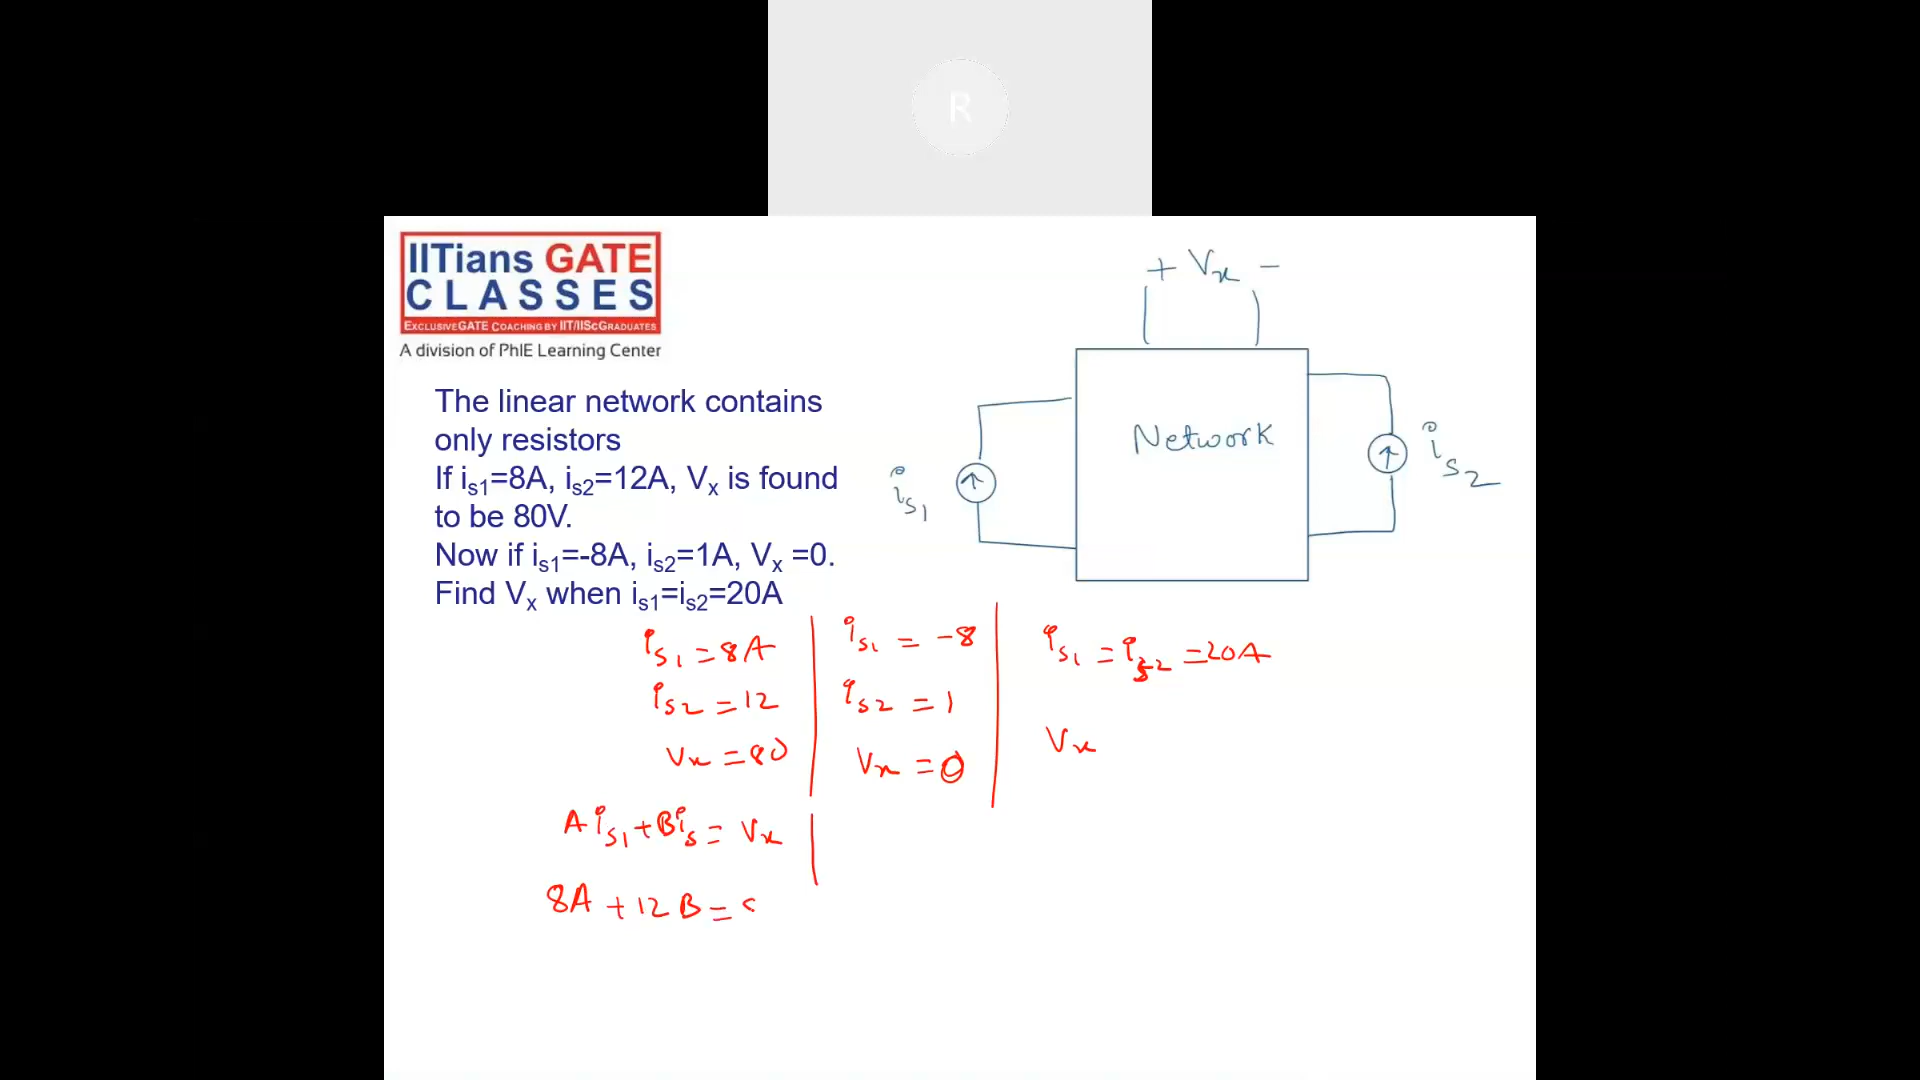 R
IITians GATE
CLASSES
EXCLUSIVE GATE COACHING BY IIT/IISc GRADUATES
A division of PhIE Learning Center
The linear network contains
only resistors
If is1=8A, is2=12A, Vx is found
to be 80V.
Now if is1=-8A, is2=1A, Vx =0.
Find Vx when is1=is2=20A
+ Vx -
Network
is1
is2
is1 = 8A
is2 = 12
Vx = 80
is1 = -8
is2 = 1
Vx = 0
is1 = is2 = 20A
Vx
A is1 + B is = Vx
8A + 12B =